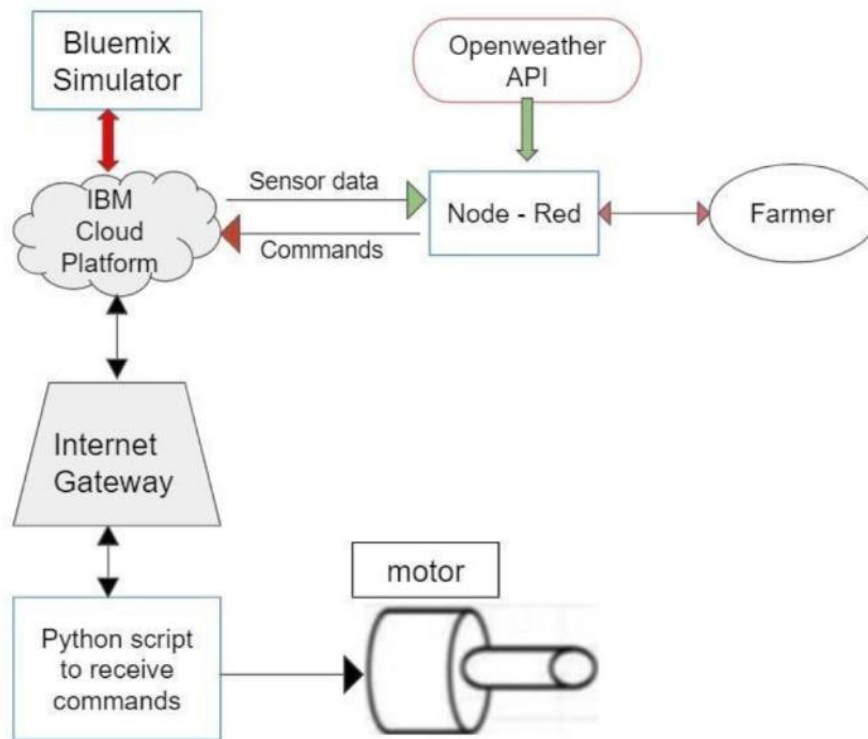 Bluemix
Simulator
Openweather
API
IBM
Cloud
Platform
Sensor data
Commands
Node - Red
Farmer
Internet
Gateway
motor
Python script
to receive
commands